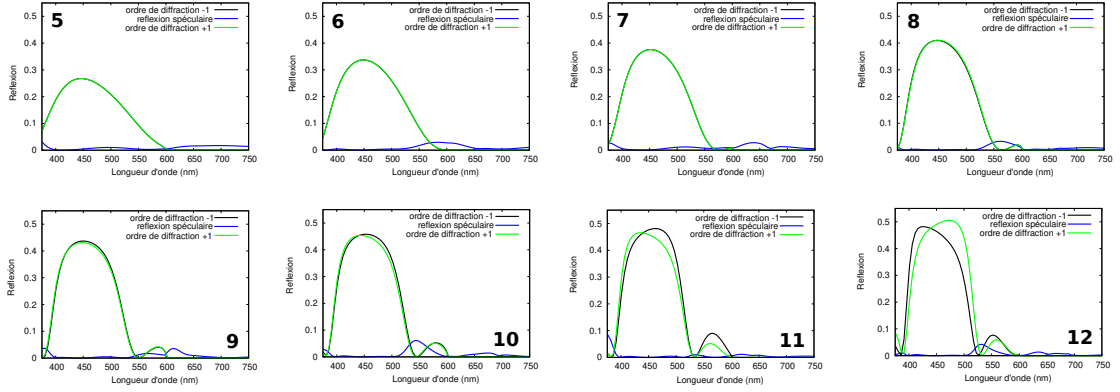 5
ordre de diffraction -1
reflexion spéculaire
ordre de diffraction +1
Reflexion
0.5
0.4
0.3
0.2
0.1
0
400 450 500 550 600 650 700 750
Longueur d'onde (nm)
6
ordre de diffraction -1
reflexion spéculaire
ordre de diffraction +1
Reflexion
0.5
0.4
0.3
0.2
0.1
0
400 450 500 550 600 650 700 750
Longueur d'onde (nm)
7
ordre de diffraction -1
reflexion spéculaire
ordre de diffraction +1
Reflexion
0.5
0.4
0.3
0.2
0.1
0
400 450 500 550 600 650 700 750
Longueur d'onde (nm)
8
ordre de diffraction -1
reflexion spéculaire
ordre de diffraction +1
Reflexion
0.5
0.4
0.3
0.2
0.1
0
400 450 500 550 600 650 700 750
Longueur d'onde (nm)
ordre de diffraction -1
reflexion spéculaire
ordre de diffraction +1
Reflexion
0.5
0.4
0.3
0.2
0.1
0
9
400 450 500 550 600 650 700 750
Longueur d'onde (nm)
ordre de diffraction -1
reflexion spéculaire
ordre de diffraction +1
Reflexion
0.5
0.4
0.3
0.2
0.1
0
10
400 450 500 550 600 650 700 750
Longueur d'onde (nm)
ordre de diffraction -1
reflexion spéculaire
ordre de diffraction +1
Reflexion
0.5
0.4
0.3
0.2
0.1
0
11
400 450 500 550 600 650 700 750
Longueur d'onde (nm)
ordre de diffraction -1
reflexion spéculaire
ordre de diffraction +1
Reflexion
0.5
0.4
0.3
0.2
0.1
0
12
400 450 500 550 600 650 700 750
Longueur d'onde (nm)